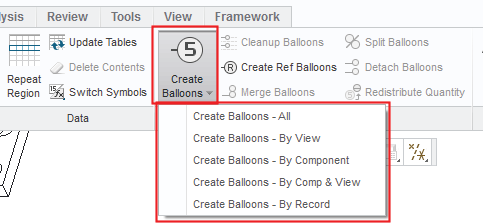 alysis Review Tools View Framework
Repeat Region
Update Tables
Delete Contents
Switch Symbols
Data
5
Create Balloons
Cleanup Balloons
R Create Ref Balloons
Merge Balloons
Split Balloons
Detach Balloons
Redistribute Quantity
Create Balloons - All
Create Balloons - By View
Create Balloons - By Component
Create Balloons - By Comp & View
Create Balloons - By Record